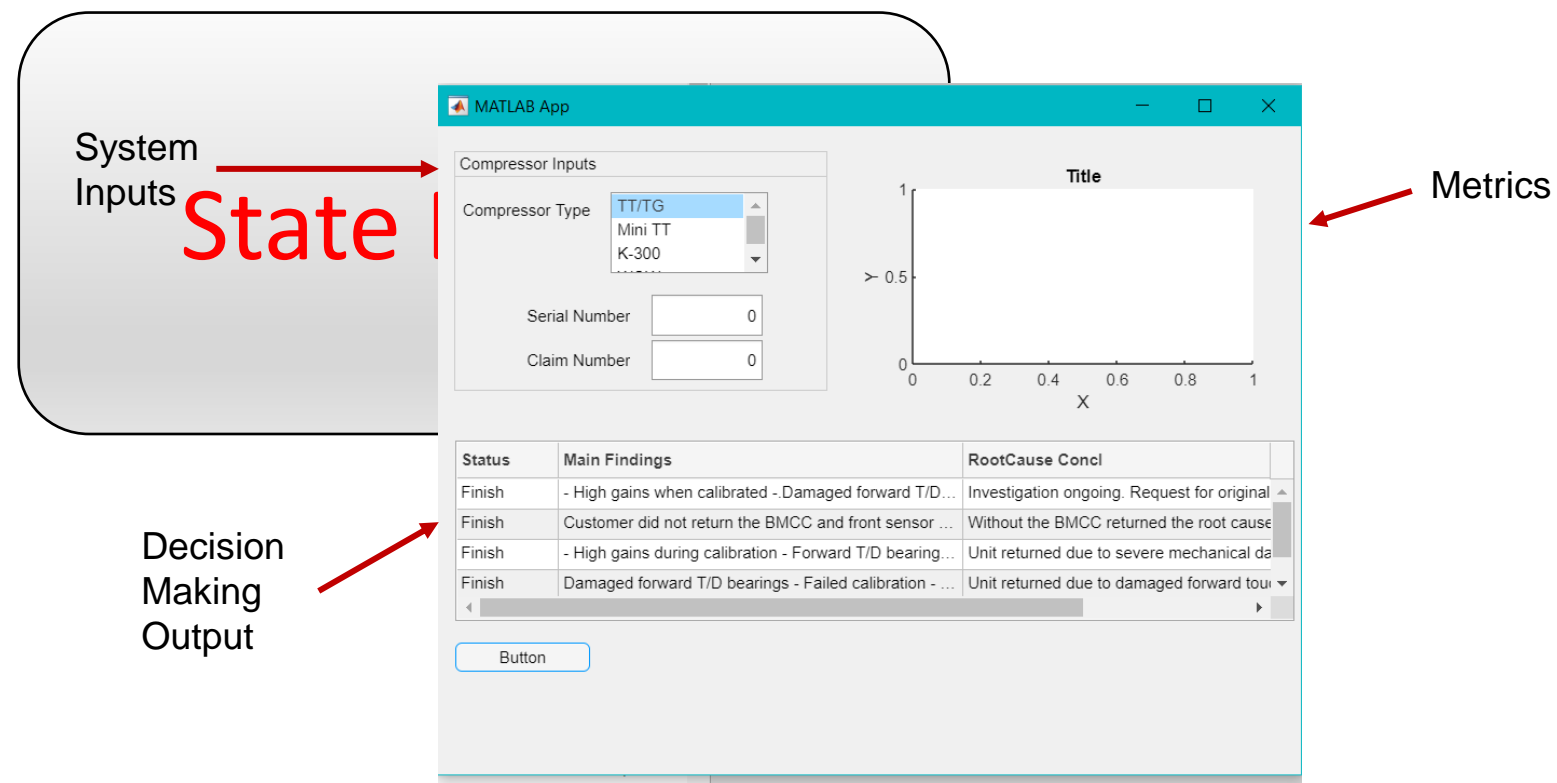 System
Inputs
State
MATLAB App
Compressor Inputs
Compressor Type
TT/TG
Mini TT
K-300
Serial Number 0
Claim Number 0
Title
1
0.5
0
Y
0 0.2 0.4 0.6 0.8 1
X
Metrics
Status Main Findings RootCause Concl
Finish - High gains when calibrated -.Damaged forward T/D... Investigation ongoing. Request for original
Finish Customer did not return the BMCC and front sensor ... Without the BMCC returned the root cause
Finish - High gains during calibration - Forward T/D bearing... Unit returned due to severe mechanical da
Finish Damaged forward T/D bearings - Failed calibration - ... Unit returned due to damaged forward tou
Decision
Making
Output
Button